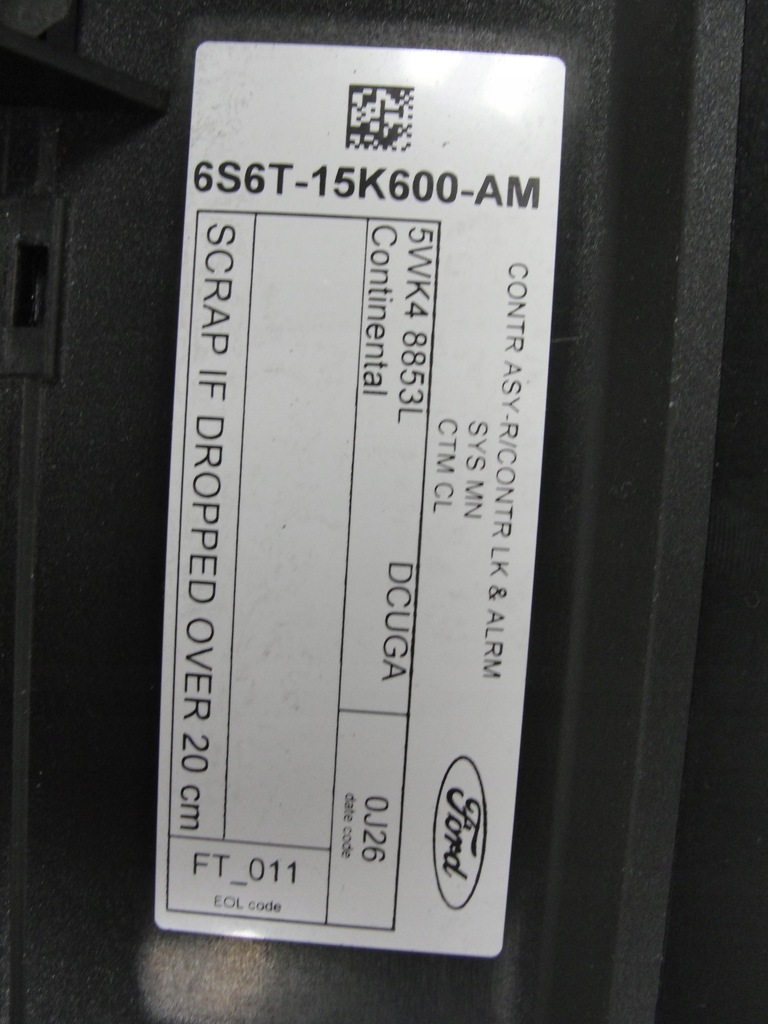 6S6T-15K600-AM
CONTR ASY-R/CONTR LK & ALRM
SYS MN
CTM CL
Ford
5WK4 8853L
Continental
DCUGA
0J26
date code
SCRAP IF DROPPED OVER 20 cm
FT_011
EOL code